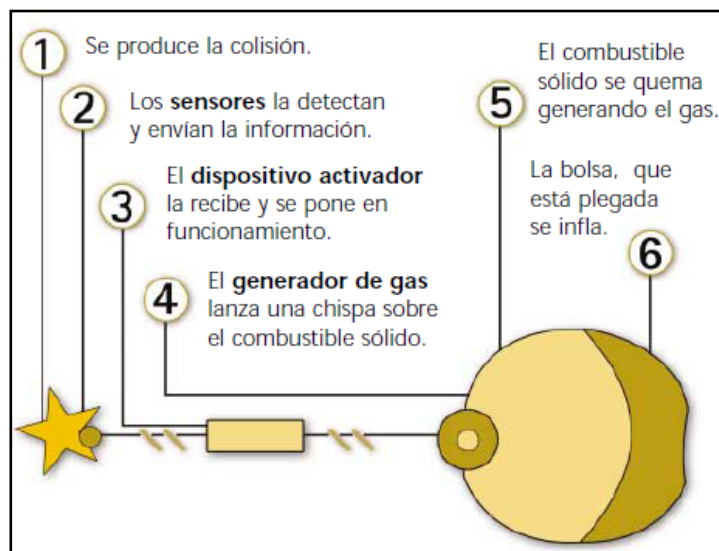 1
Se produce la colisión.
2
Los sensores la detectan
y envían la información.
3
El dispositivo activador
la recibe y se pone en
funcionamiento.
4
El generador de gas
lanza una chispa sobre
el combustible sólido.
5
El combustible
sólido se quema
generando el gas.
La bolsa, que
está plegada
se infla.
6